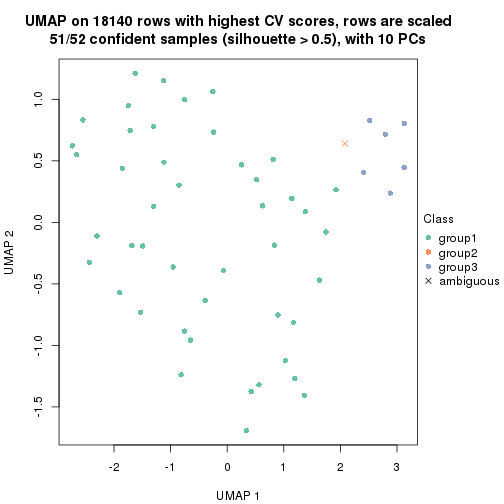 UMAP on 18140 rows with highest CV scores, rows are scaled
51/52 confident samples (silhouette > 0.5), with 10 PCs
1.0
0.5
0.0
-0.5
-1.0
-1.5
UMAP 2
-2
-1
0
1
2
3
UMAP 1
Class
group1
group2
group3
ambiguous